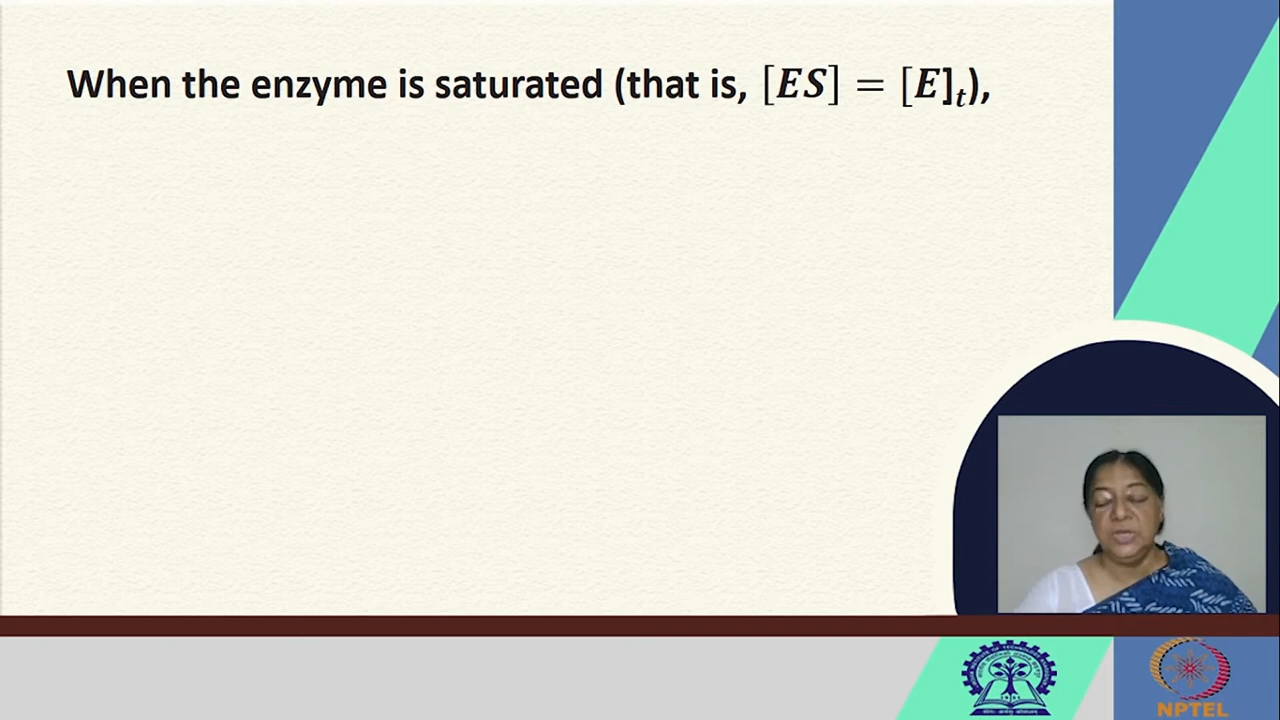 When the enzyme is saturated (that is, [ES] = [E]ₜ),
NPTEL